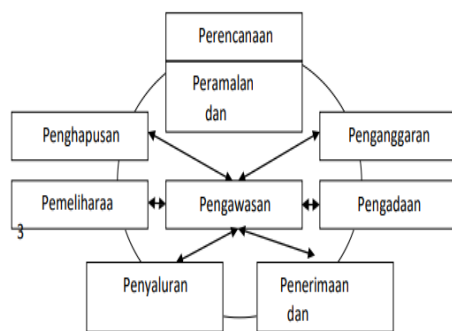 Perencanaan
Peramalan
dan
Penghapusan
Penganggaran
Pemeliharaa
Pengawasan
Pengadaan
3
Penyaluran
Penerimaan
dan